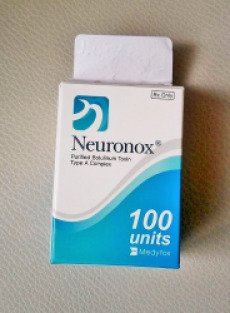 Rx Only
Neuronox®
Purified Botulinum Toxin
Type A Complex
100
units
Medytox